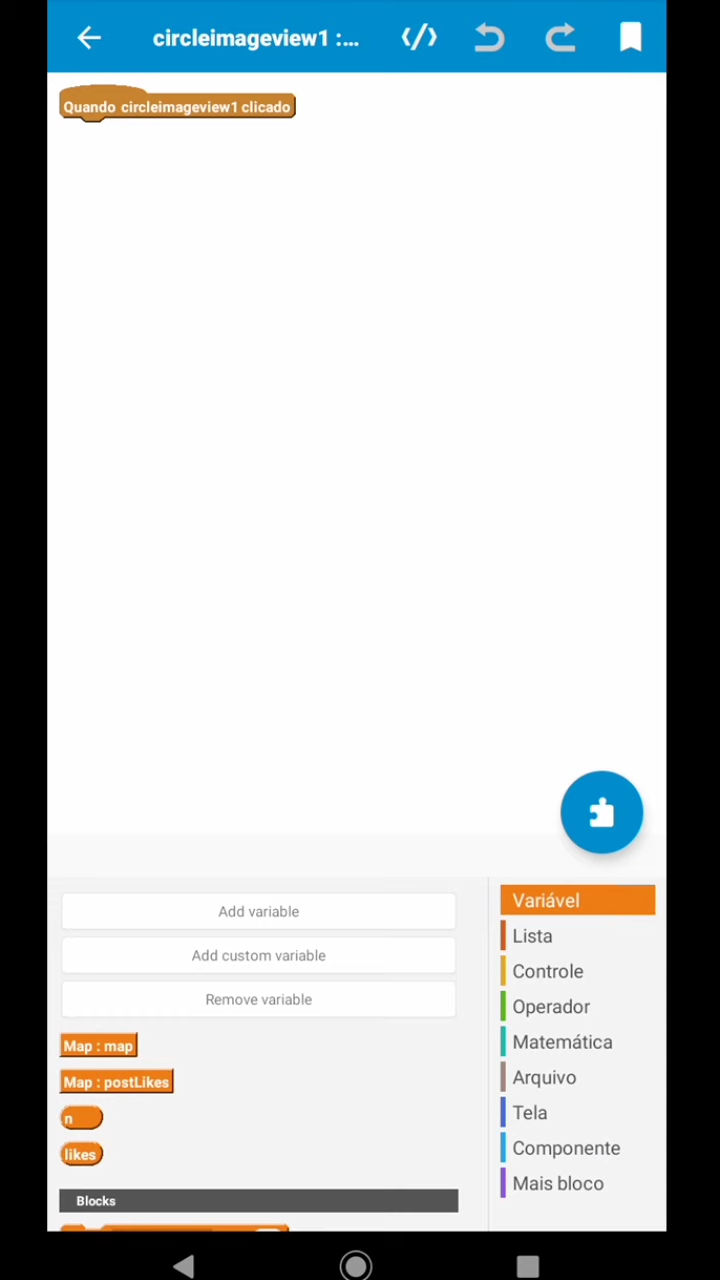 circleimageview1 :...
Quando circleimageview1 clicado
Add variable
Add custom variable
Remove variable
Map : map
Map : postLikes
n
likes
Blocks
Variável
Lista
Controle
Operador
Matemática
Arquivo
Tela
Componente
Mais bloco